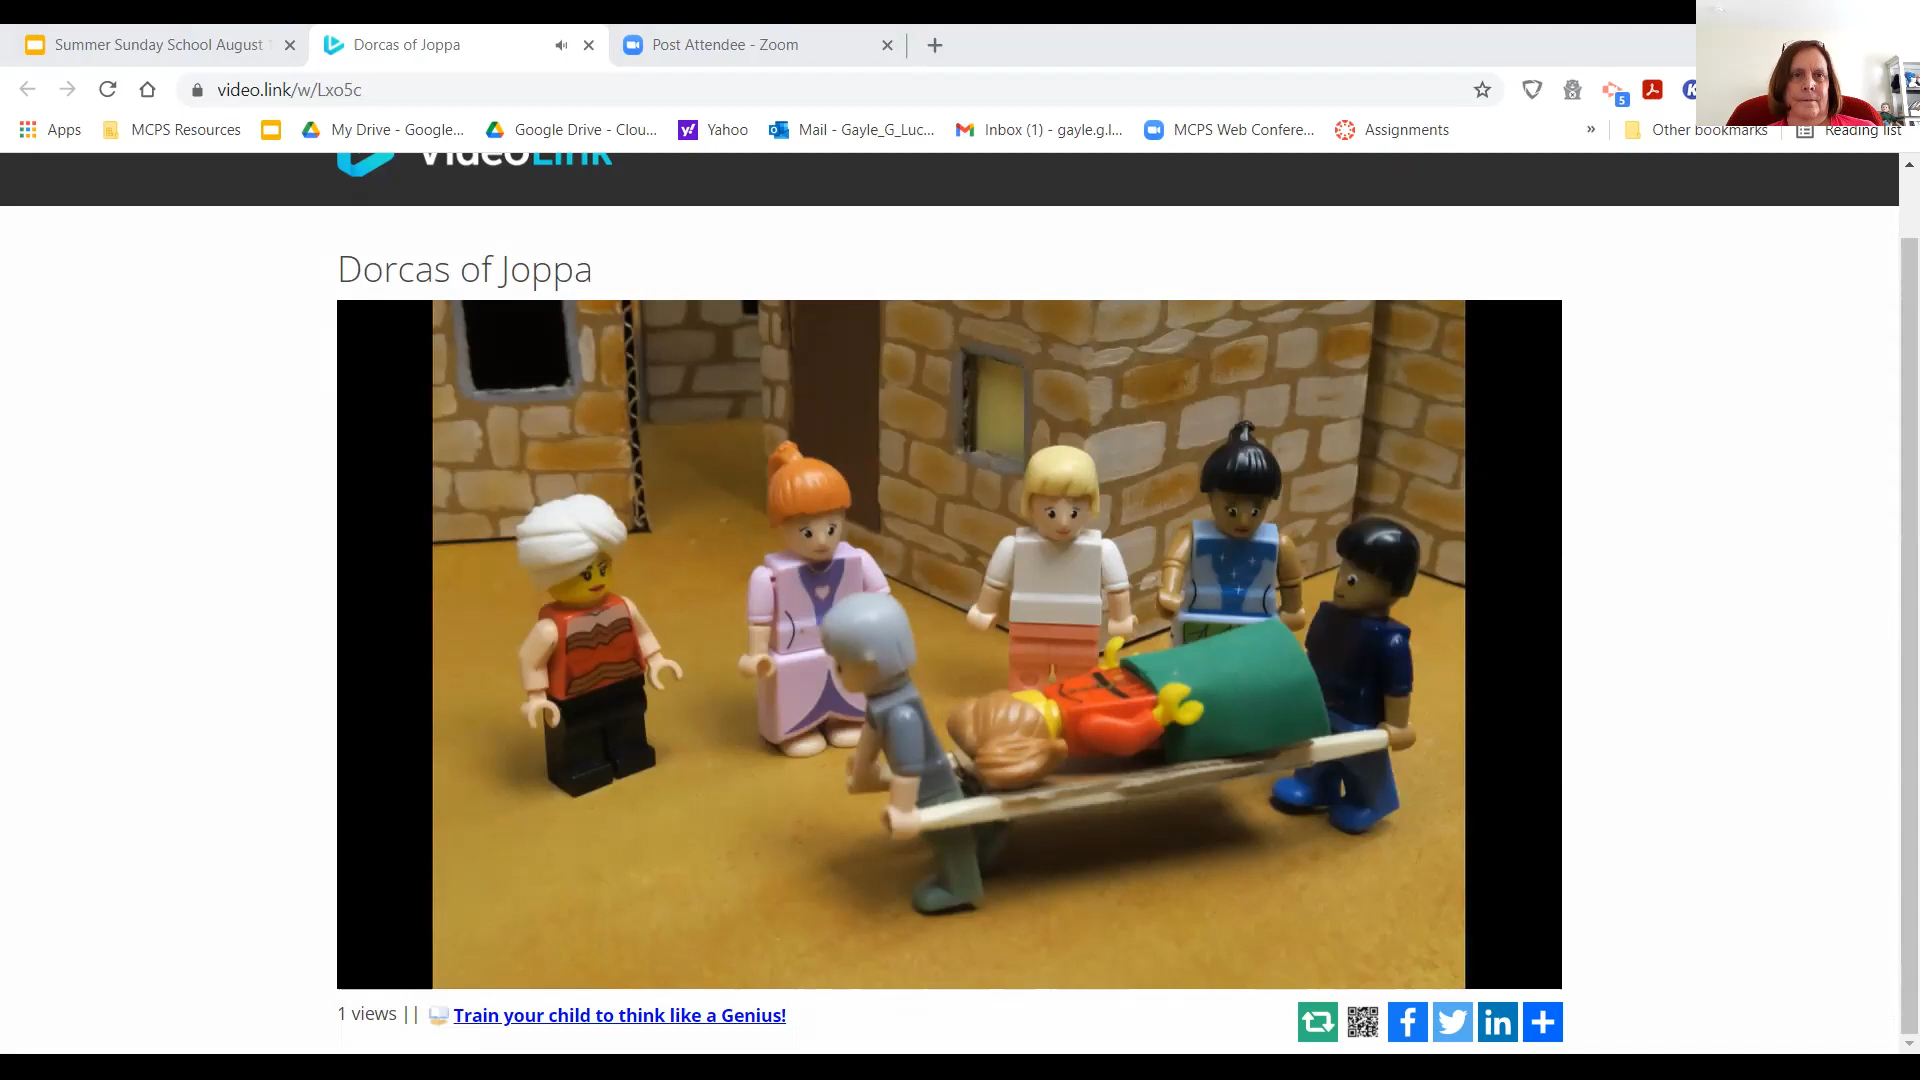 Summer Sunday School August
Dorcas of Joppa
Post Attendee - Zoom
video.link/w/Lxo5c
5
Apps
MCPS Resources
My Drive - Google...
Google Drive - Clou...
Yahoo
Mail - Gayle_G_Luc...
Inbox (1) - gayle.g.l...
MCPS Web Confere...
Assignments
»
Other bookmarks
Reading list
VideoLink
Dorcas of Joppa
1 views || Train your child to think like a Genius!